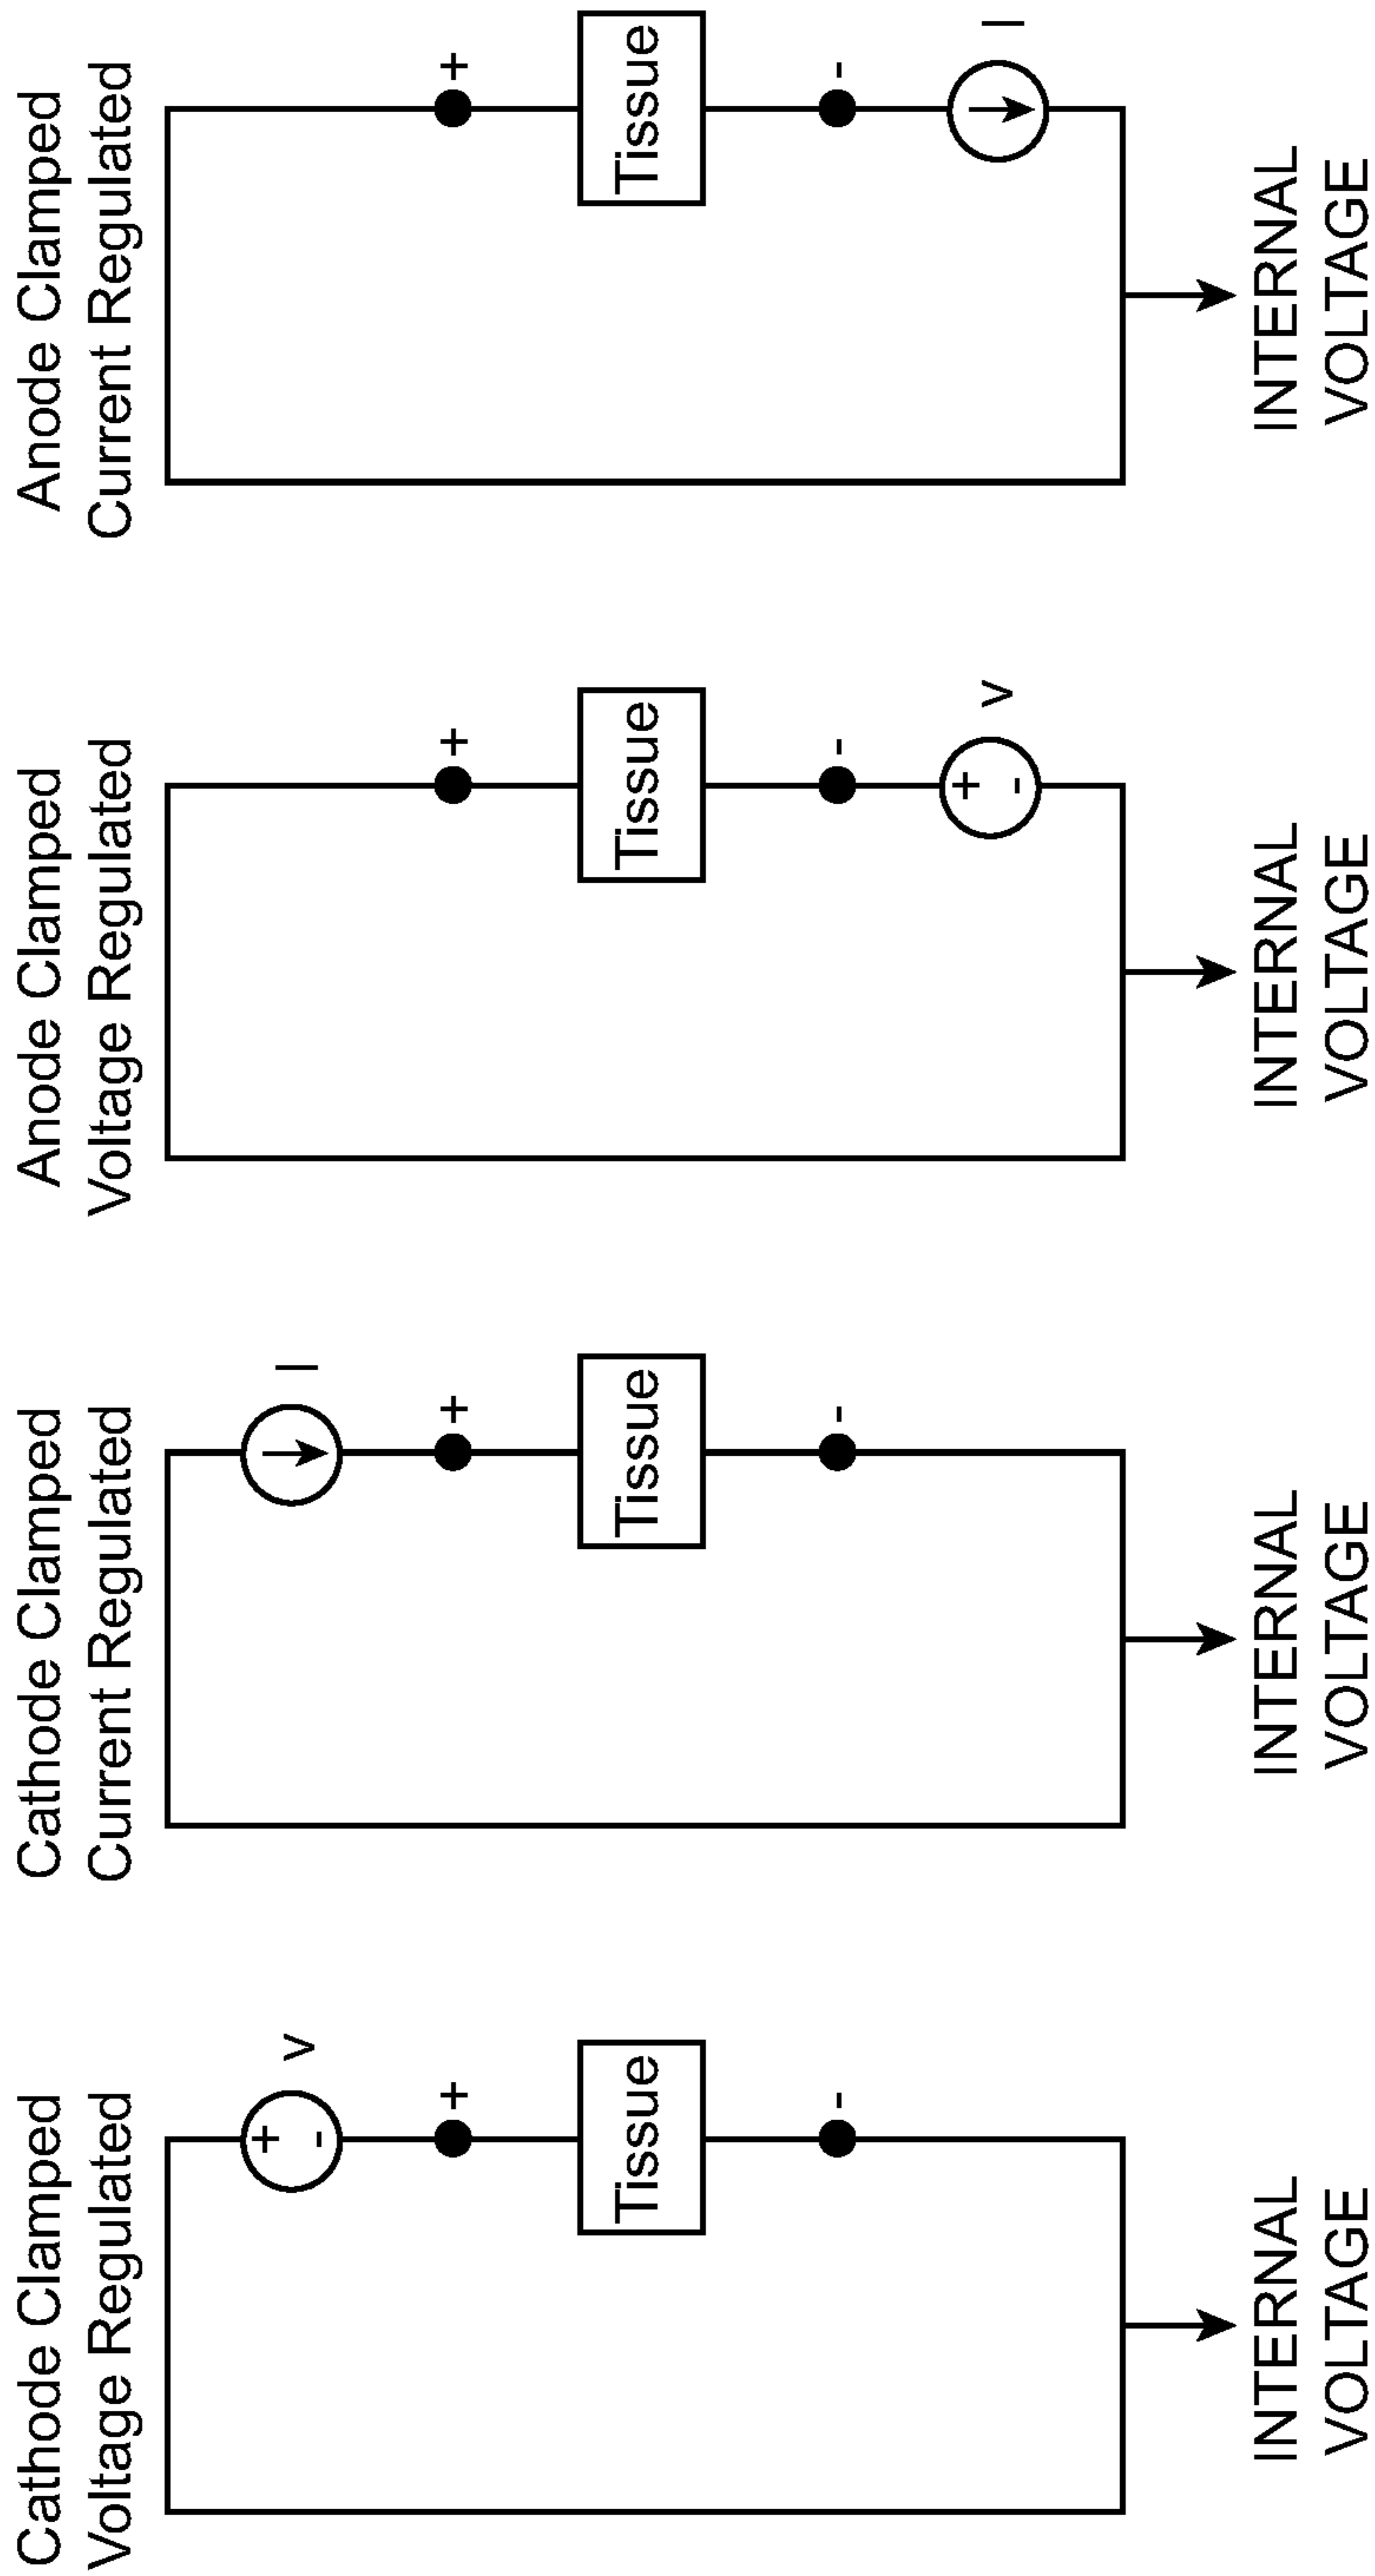 Cathode Clamped
Voltage Regulated
+
-
v
+
Tissue
-
INTERNAL
VOLTAGE
Cathode Clamped
Current Regulated
I
+
Tissue
-
INTERNAL
VOLTAGE
Anode Clamped
Voltage Regulated
+
Tissue
-
+
-
v
INTERNAL
VOLTAGE
Anode Clamped
Current Regulated
+
Tissue
-
I
INTERNAL
VOLTAGE